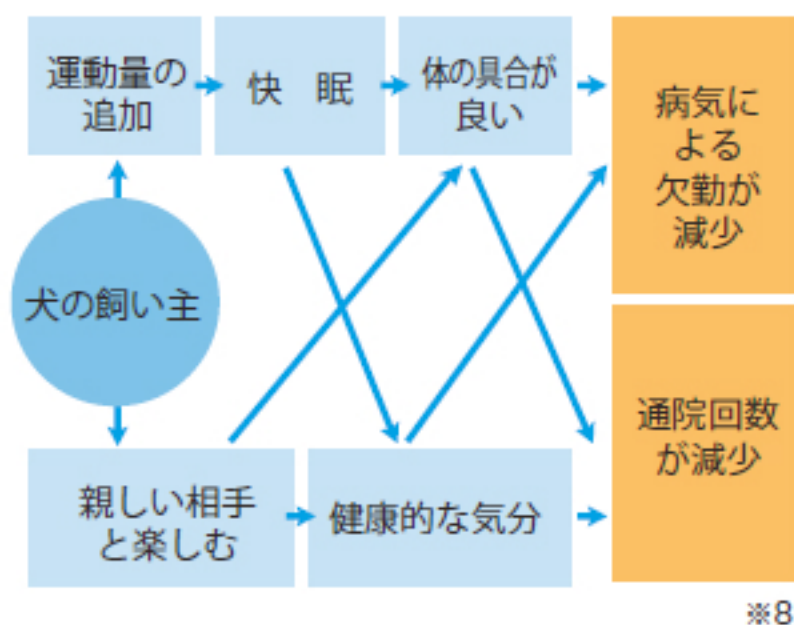 運動量の
追加
快　眠
体の具合が
良い
病気に
よる
欠勤が
減少
犬の飼い主
親しい相手
と楽しむ
健康的な気分
通院回数
が減少
※8